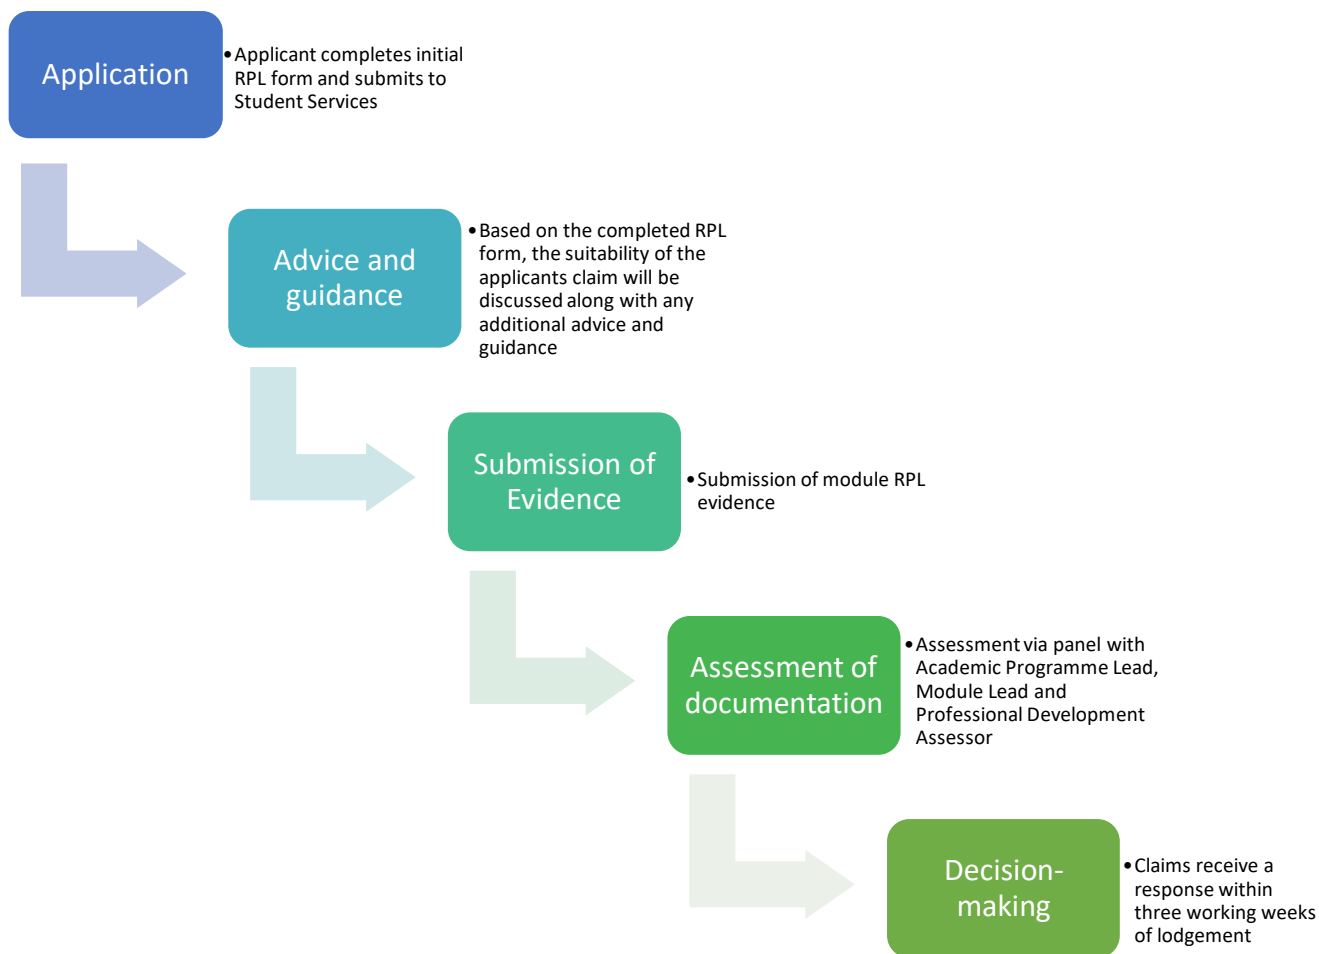 Application
•Applicant completes initial
RPL form and submits to
Student Services
Advice and
guidance
•Based on the completed RPL
form, the suitability of the
applicants claim will be
discussed along with any
additional advice and
guidance
Submission of
Evidence
•Submission of module RPL
evidence
Assessment of
documentation
•Assessment via panel with
Academic Programme Lead,
Module Lead and
Professional Development
Assessor
Decision-
making
•Claims receive a
response within
three working weeks
of lodgement